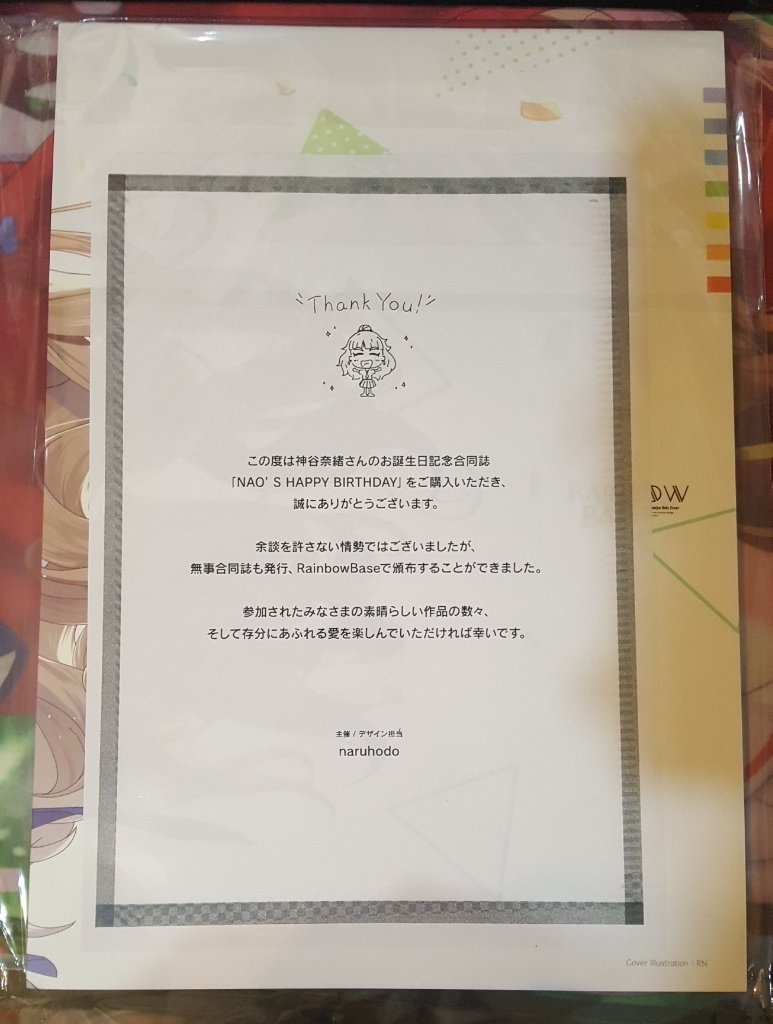 Thank You!
この度は神谷奈緒さんのお誕生日記念合同誌
「NAO'S HAPPY BIRTHDAY」をご購入いただき、
誠にありがとうございます。
余談を許さない情勢ではございましたが、
無事合同誌も発行、RainbowBaseで頒布することができました。
参加されたみなさまの素晴らしい作品の数々、
そして存分にあふれる愛を楽しんでいただければ幸いです。
主催 / デザイン担当
naruhodo
Cover Illustration : RN